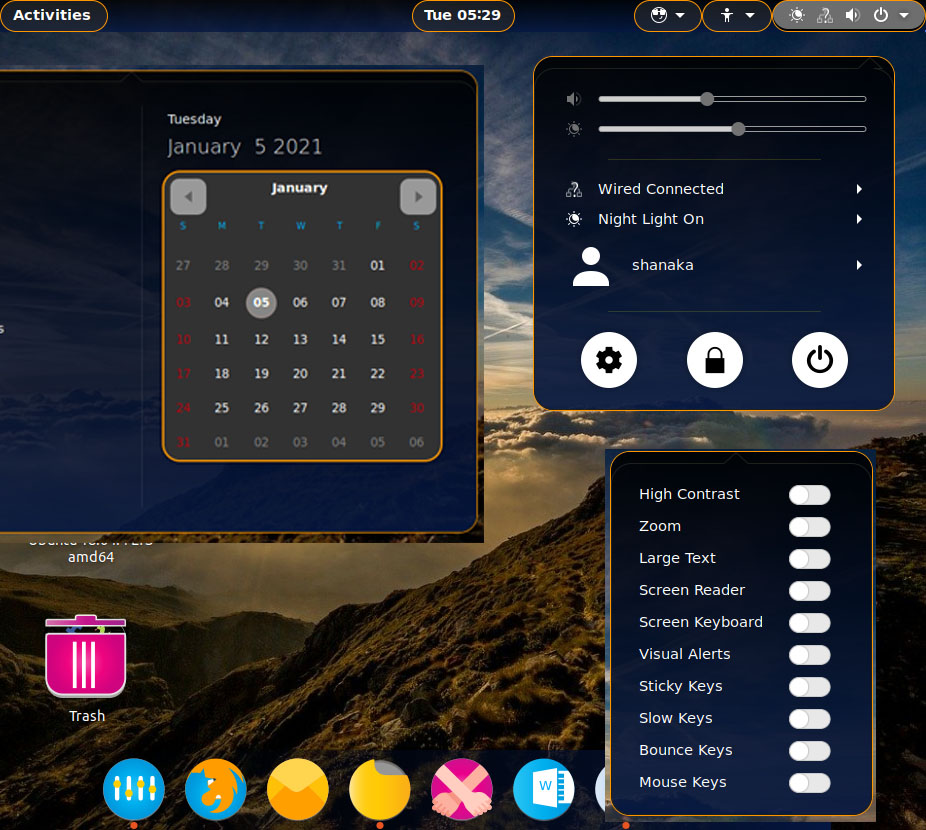 Activities
Tue 05:29
Tuesday
January 5 2021
January
S M T W T F S
27 28 29 30 31 01 02
03 04 05 06 07 08 09
10 11 12 13 14 15 16
17 18 19 20 21 22 23
24 25 26 27 28 29 30
31 01 02 03 04 05 06
s
Wired Connected
Night Light On
shanaka
High Contrast
Zoom
Large Text
Screen Reader
Screen Keyboard
Visual Alerts
Sticky Keys
Slow Keys
Bounce Keys
Mouse Keys
amd64
Trash
W